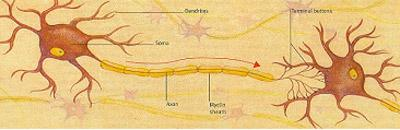 Dendrites
Terminal buttons
Soma
Axon
Myelin
sheath